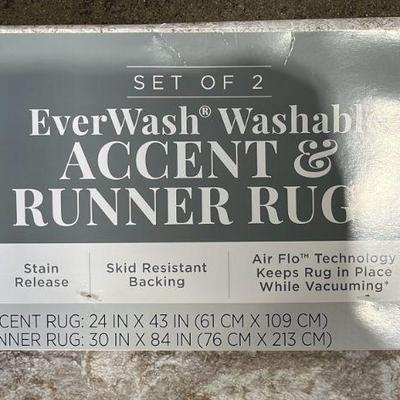 SET OF 2
EverWash® Washable
ACCENT &
RUNNER RUG
Stain Release
Skid Resistant Backing
Air Flo™ Technology Keeps Rug in Place While Vacuuming*
CENT RUG: 24 IN X 43 IN (61 CM X 109 CM)
NNER RUG: 30 IN X 84 IN (76 CM X 213 CM)